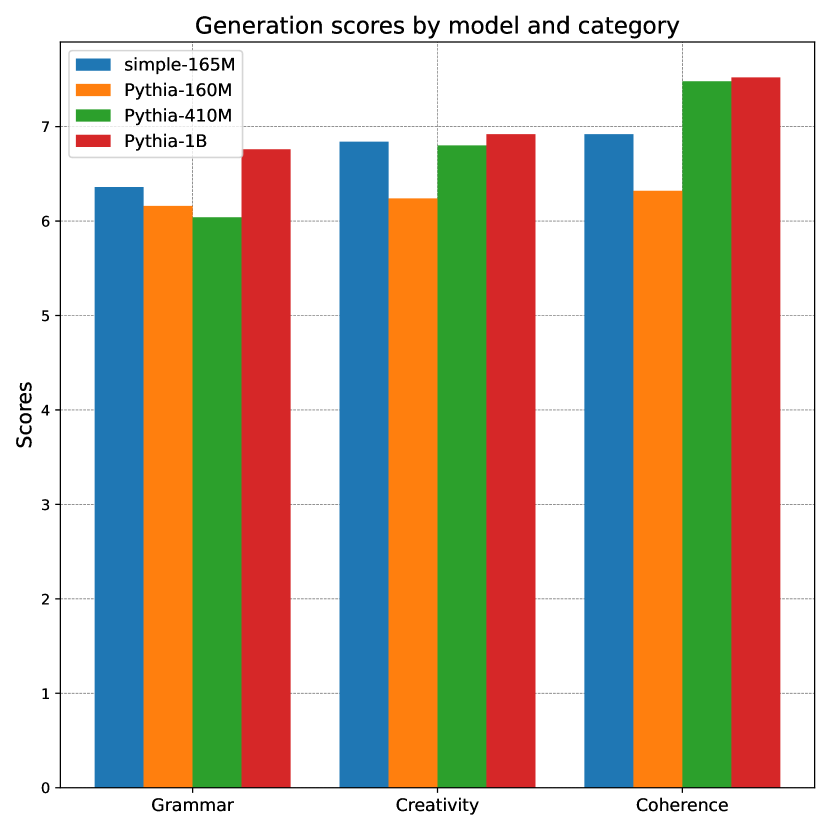 Generation scores by model and category
simple-165M
Pythia-160M
Pythia-410M
Pythia-1B
Scores
7
6
5
4
3
2
1
0
Grammar Creativity Coherence